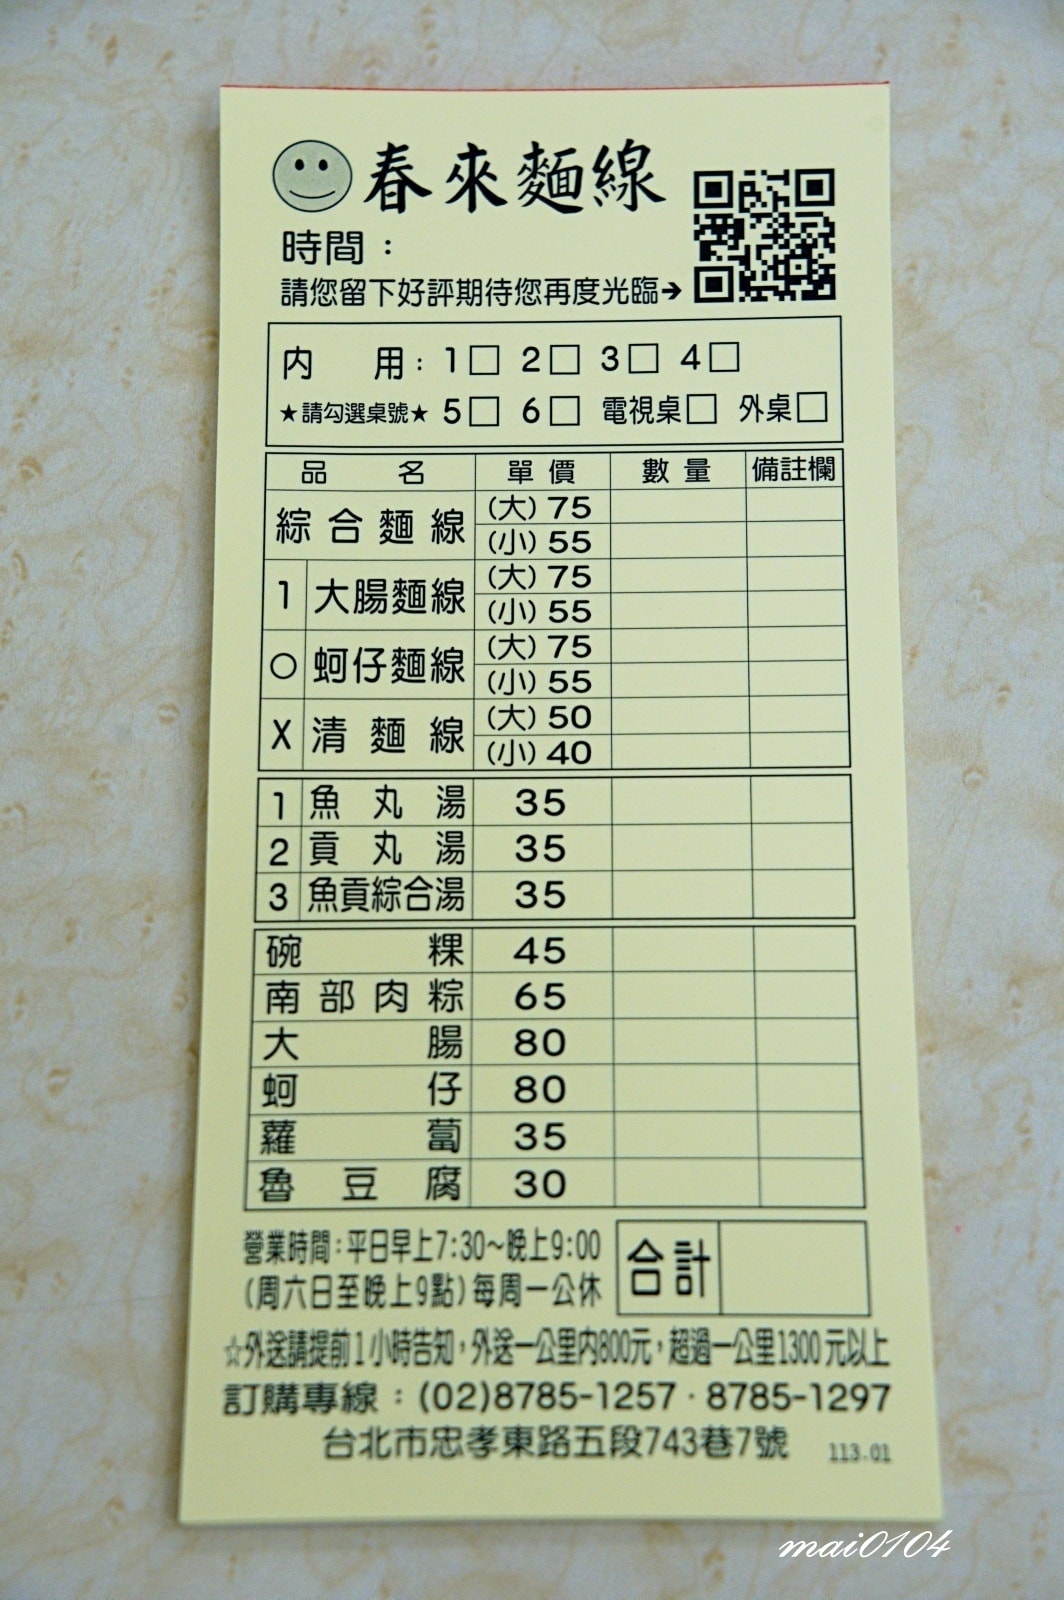 春來麵線
時間：
請您留下好評期待您再度光臨→
內用：1□ 2□ 3□ 4□
★請勾選桌號★ 5□ 6□ 電視桌□ 外桌□
品名 單價 數量 備註欄
綜合麵線 (大) 75
(小) 55
1 大腸麵線 (大) 75
(小) 55
○ 蚵仔麵線 (大) 75
(小) 55
X 清麵線 (大) 50
(小) 40
1 魚丸湯 35
2 貢丸湯 35
3 魚貢綜合湯 35
碗粿 45
南部肉粽 65
大腸 80
蚵仔 80
蘿蔔 35
魯豆腐 30
營業時間：平日早上7:30～晚上9:00
(周六日至晚上9點)每周一公休
合計
☆外送請提前1小時告知，外送一公里內800元，超過一公里1300元以上
訂購專線：(02)8785-1257·8785-1297
台北市忠孝東路五段743巷7號 113.01
mai0104